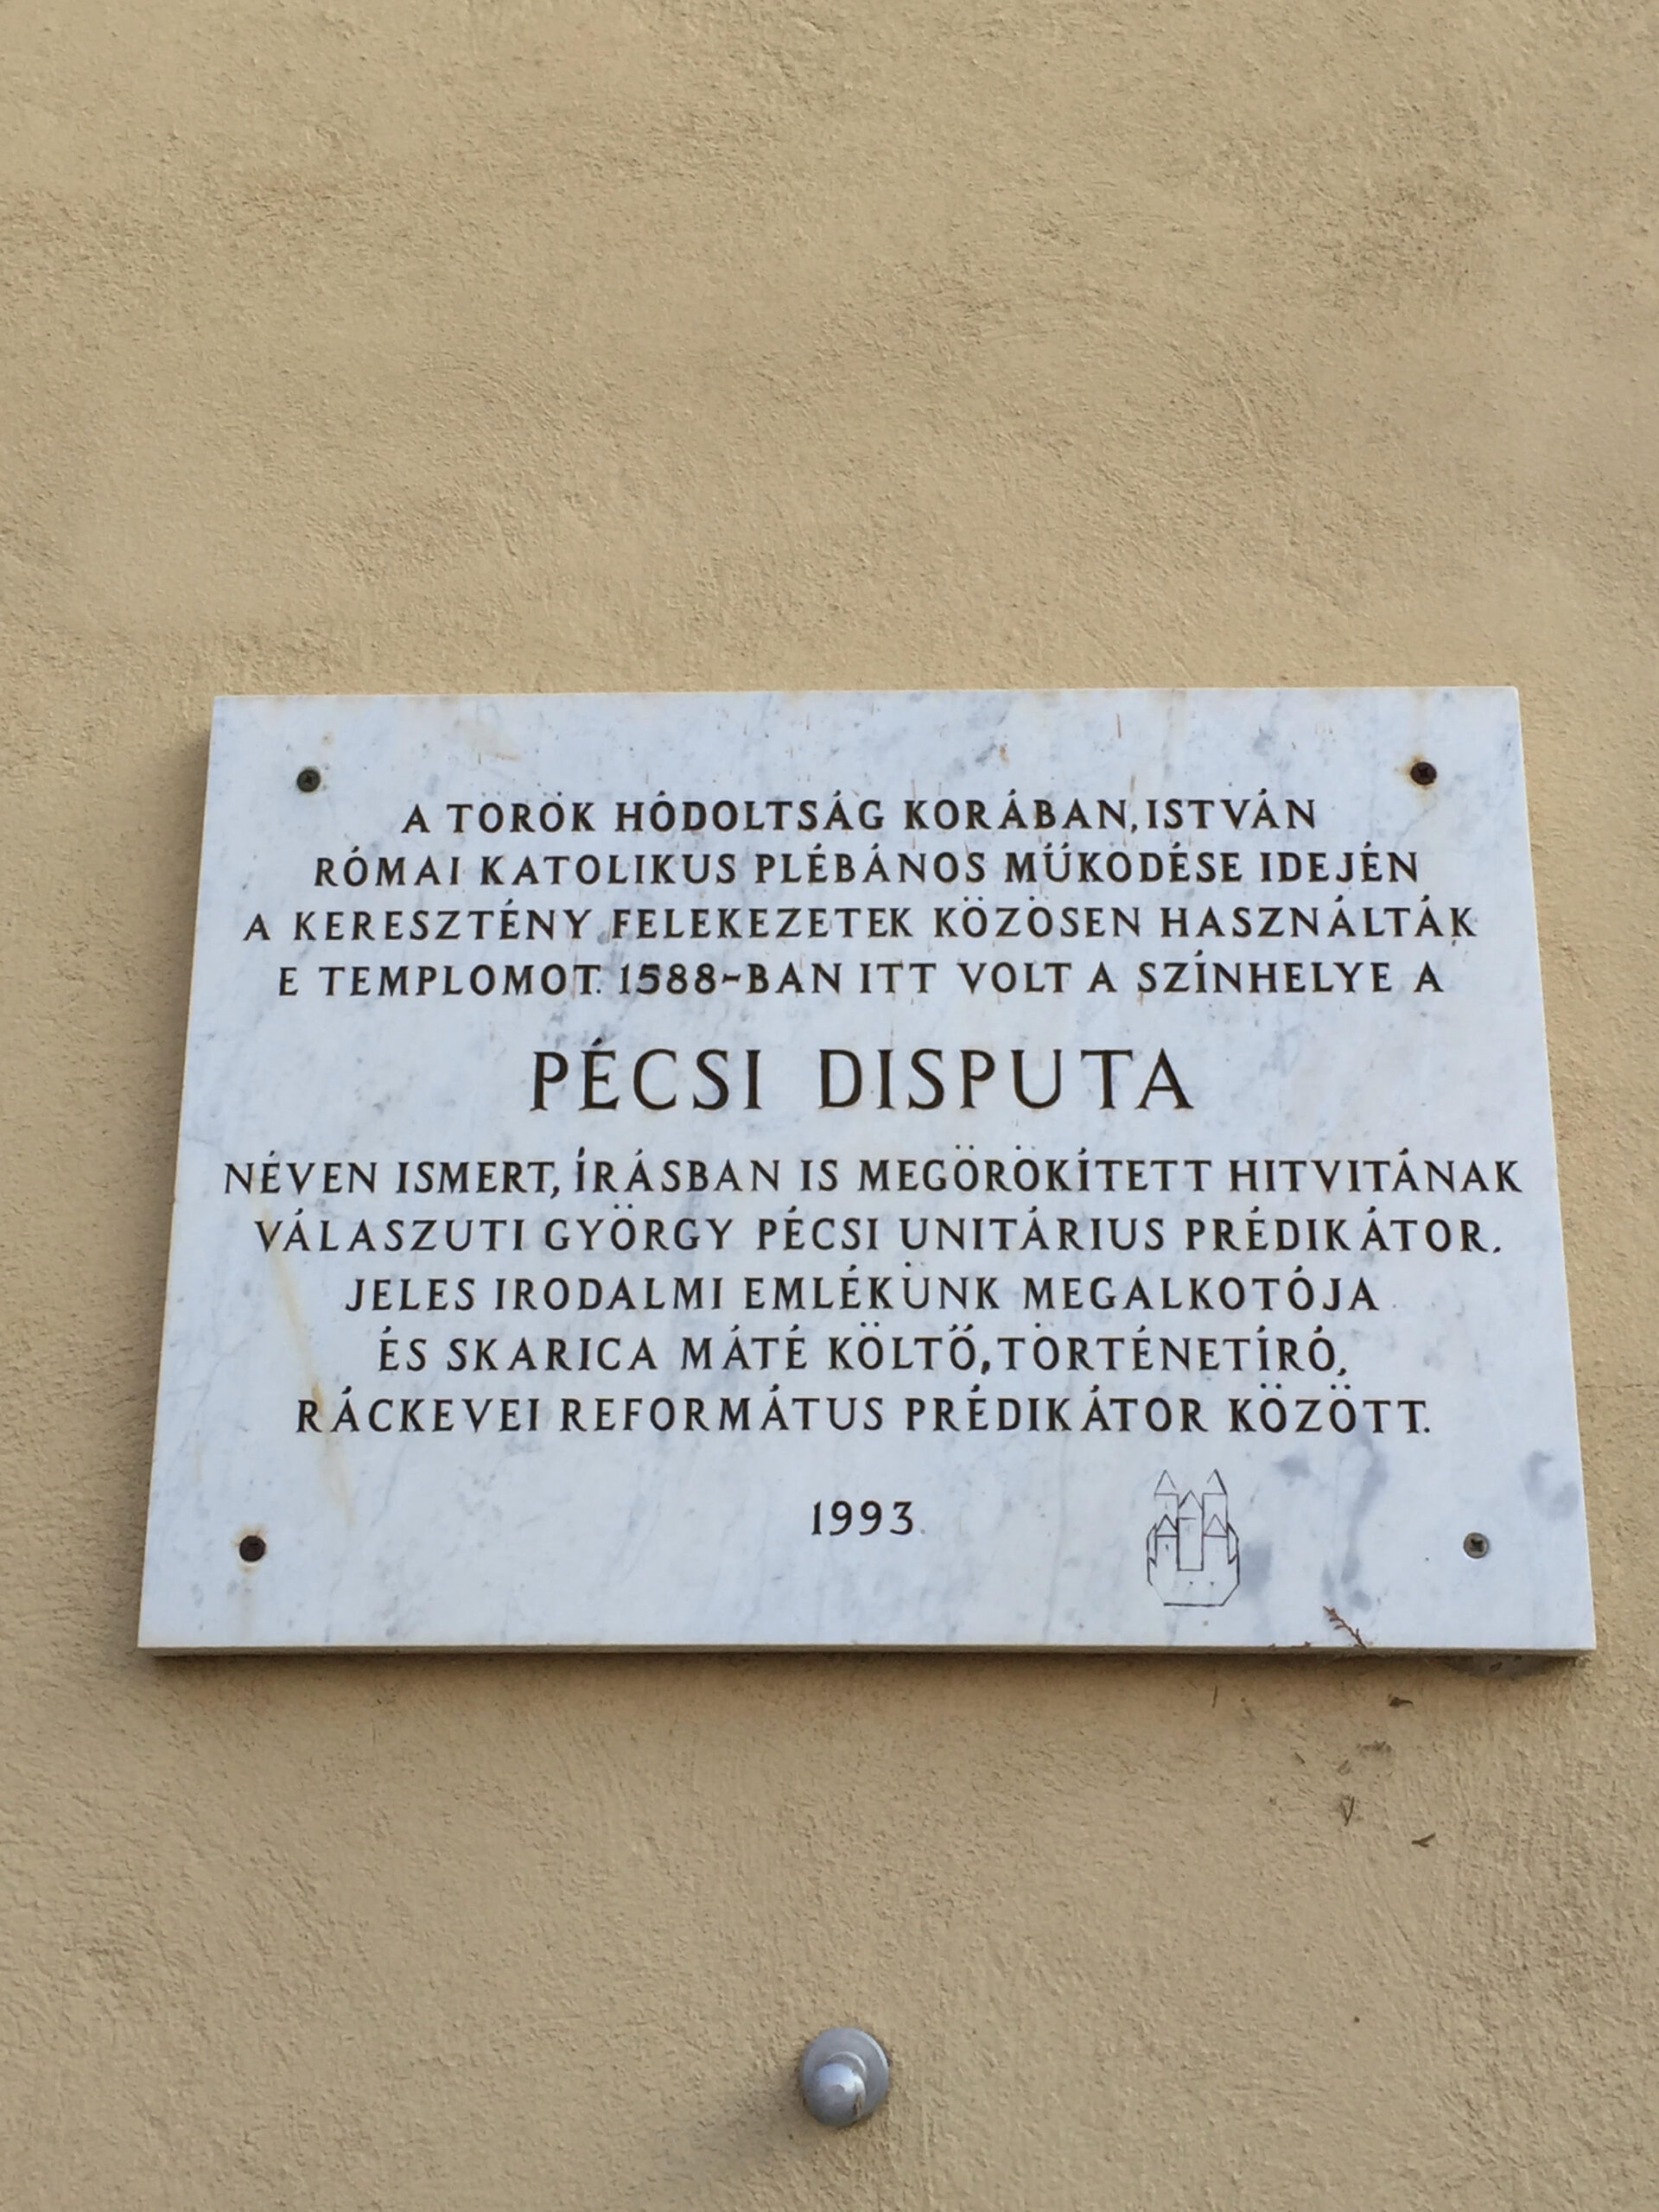 A TÖRÖK HÓDOLTSÁG KORÁBAN, ISTVÁN
RÓMAI KATOLIKUS PLÉBÁNOS MŰKÖDÉSE IDEJÉN
A KERESZTÉNY FELEKEZETEK KÖZÖSEN HASZNÁLTÁK
E TEMPLOMOT. 1588-BAN ITT VOLT A SZÍNHELYE A
PÉCSI DISPUTA
NÉVEN ISMERT, ÍRÁSBAN IS MEGÖRÖKÍTETT HITVITÁNAK
VÁLASZUTI GYÖRGY PÉCSI UNITÁRIUS PRÉDIKÁTOR.
JELES IRODALMI EMLÉKÜNK MEGALKOTÓJA
ÉS SKARICA MÁTÉ KÖLTŐ, TÖRTÉNETÍRÓ,
RÁCKEVEI REFORMÁTUS PRÉDIKÁTOR KÖZÖTT.
1993